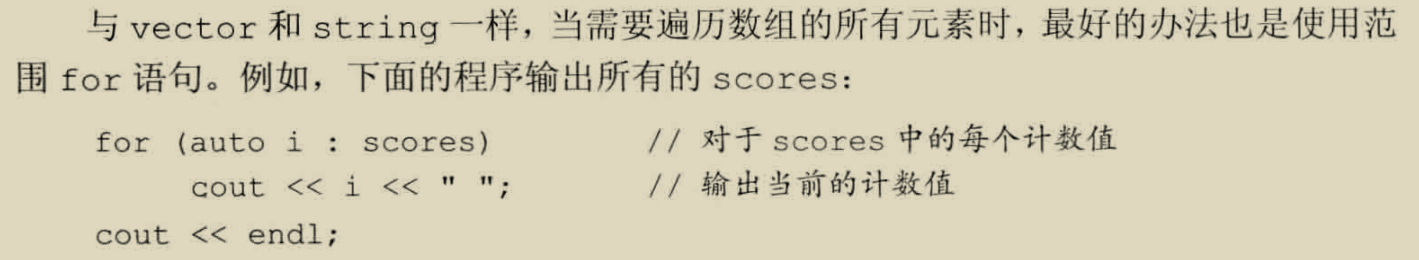 与 vector 和 string 一样，当需要遍历数组的所有元素时，最好的办法也是使用范
围 for 语句。例如，下面的程序输出所有的 scores：
for (auto i : scores) // 对于 scores 中的每个计数值
cout << i << " "; // 输出当前的计数值
cout << endl;